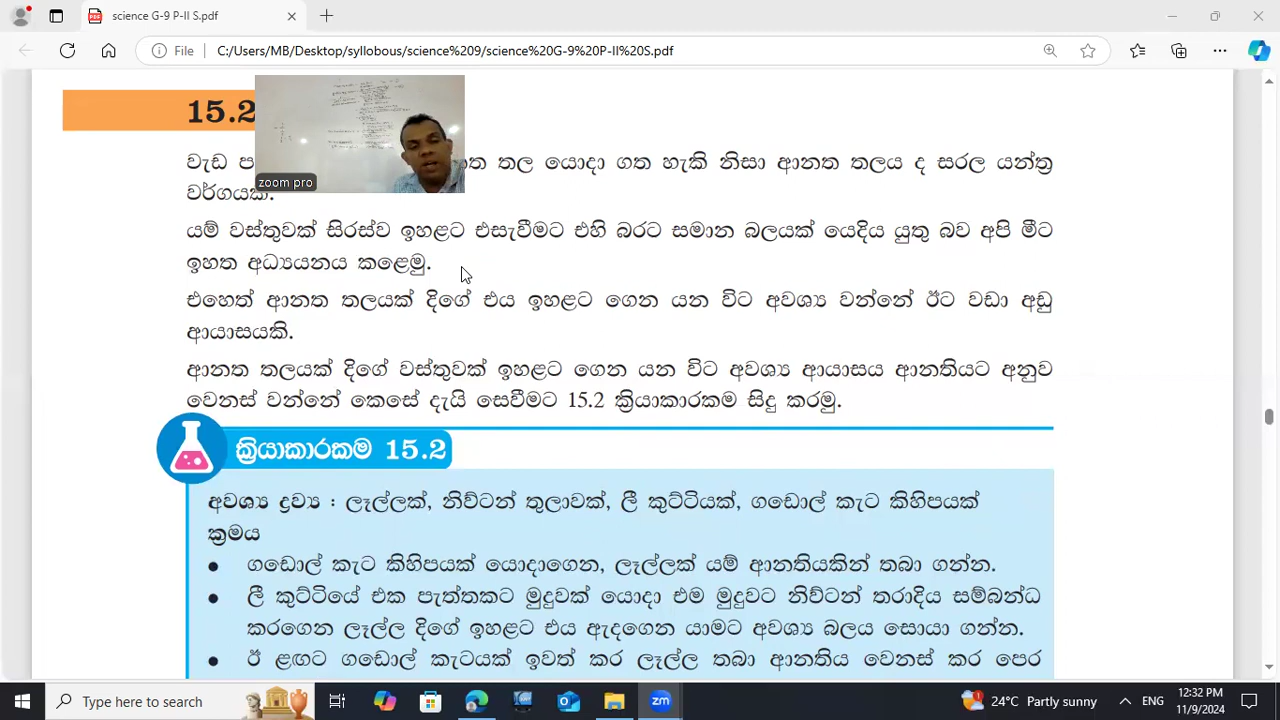 science G-9 P-II S.pdf
File C:/Users/MB/Desktop/syllobous/science%209/science%20G-9%20P-II%20S.pdf
15.2
වැඩ තල යොදා ගත හැකි නිසා ආනත තලය ද සරල යන්ත්‍ර
වර්ගයකි.
zoom pro
යම් වස්තුවක් සිරස්ව ඉහළට එසැවීමට එහි බරට සමාන බලයක් යෙදිය යුතු බව අපි මීට
ඉහත අධ්‍යයනය කළෙමු.
එහෙත් ආනත තලයක් දිගේ එය ඉහළට ගෙන යන විට අවශ්‍ය වන්නේ ඊට වඩා අඩු
ආයාසයකි.
ආනත තලයක් දිගේ වස්තුවක් ඉහළට ගෙන යන විට අවශ්‍ය ආයාසය ආනතියට අනුව
වෙනස් වන්නේ කෙසේ දැයි සෙවීමට 15.2 ක්‍රියාකාරකම සිදු කරමු.
ක්‍රියාකාරකම 15.2
අවශ්‍ය ද්‍රව්‍ය : ලෑල්ලක්, නිව්ටන් තුලාවක්, ලී කුට්ටියක්, ගඩොල් කැට කිහිපයක්
ක්‍රමය
● ගඩොල් කැට කිහිපයක් යොදාගෙන, ලෑල්ලක් යම් ආනතියකින් තබා ගන්න.
● ලී කුට්ටියේ එක පැත්තකට මුදුවක් යොදා එම මුදුවට නිව්ටන් තරාදිය සම්බන්ධ
කරගෙන ලෑල්ල දිගේ ඉහළට එය ඇදගෙන යාමට අවශ්‍ය බලය සොයා ගන්න.
● ඊ ළඟට ගඩොල් කැටයක් ඉවත් කර ලෑල්ල තබා ආනතිය වෙනස් කර පෙර
Type here to search
24°C Partly sunny
ENG
12:32 PM
11/9/2024